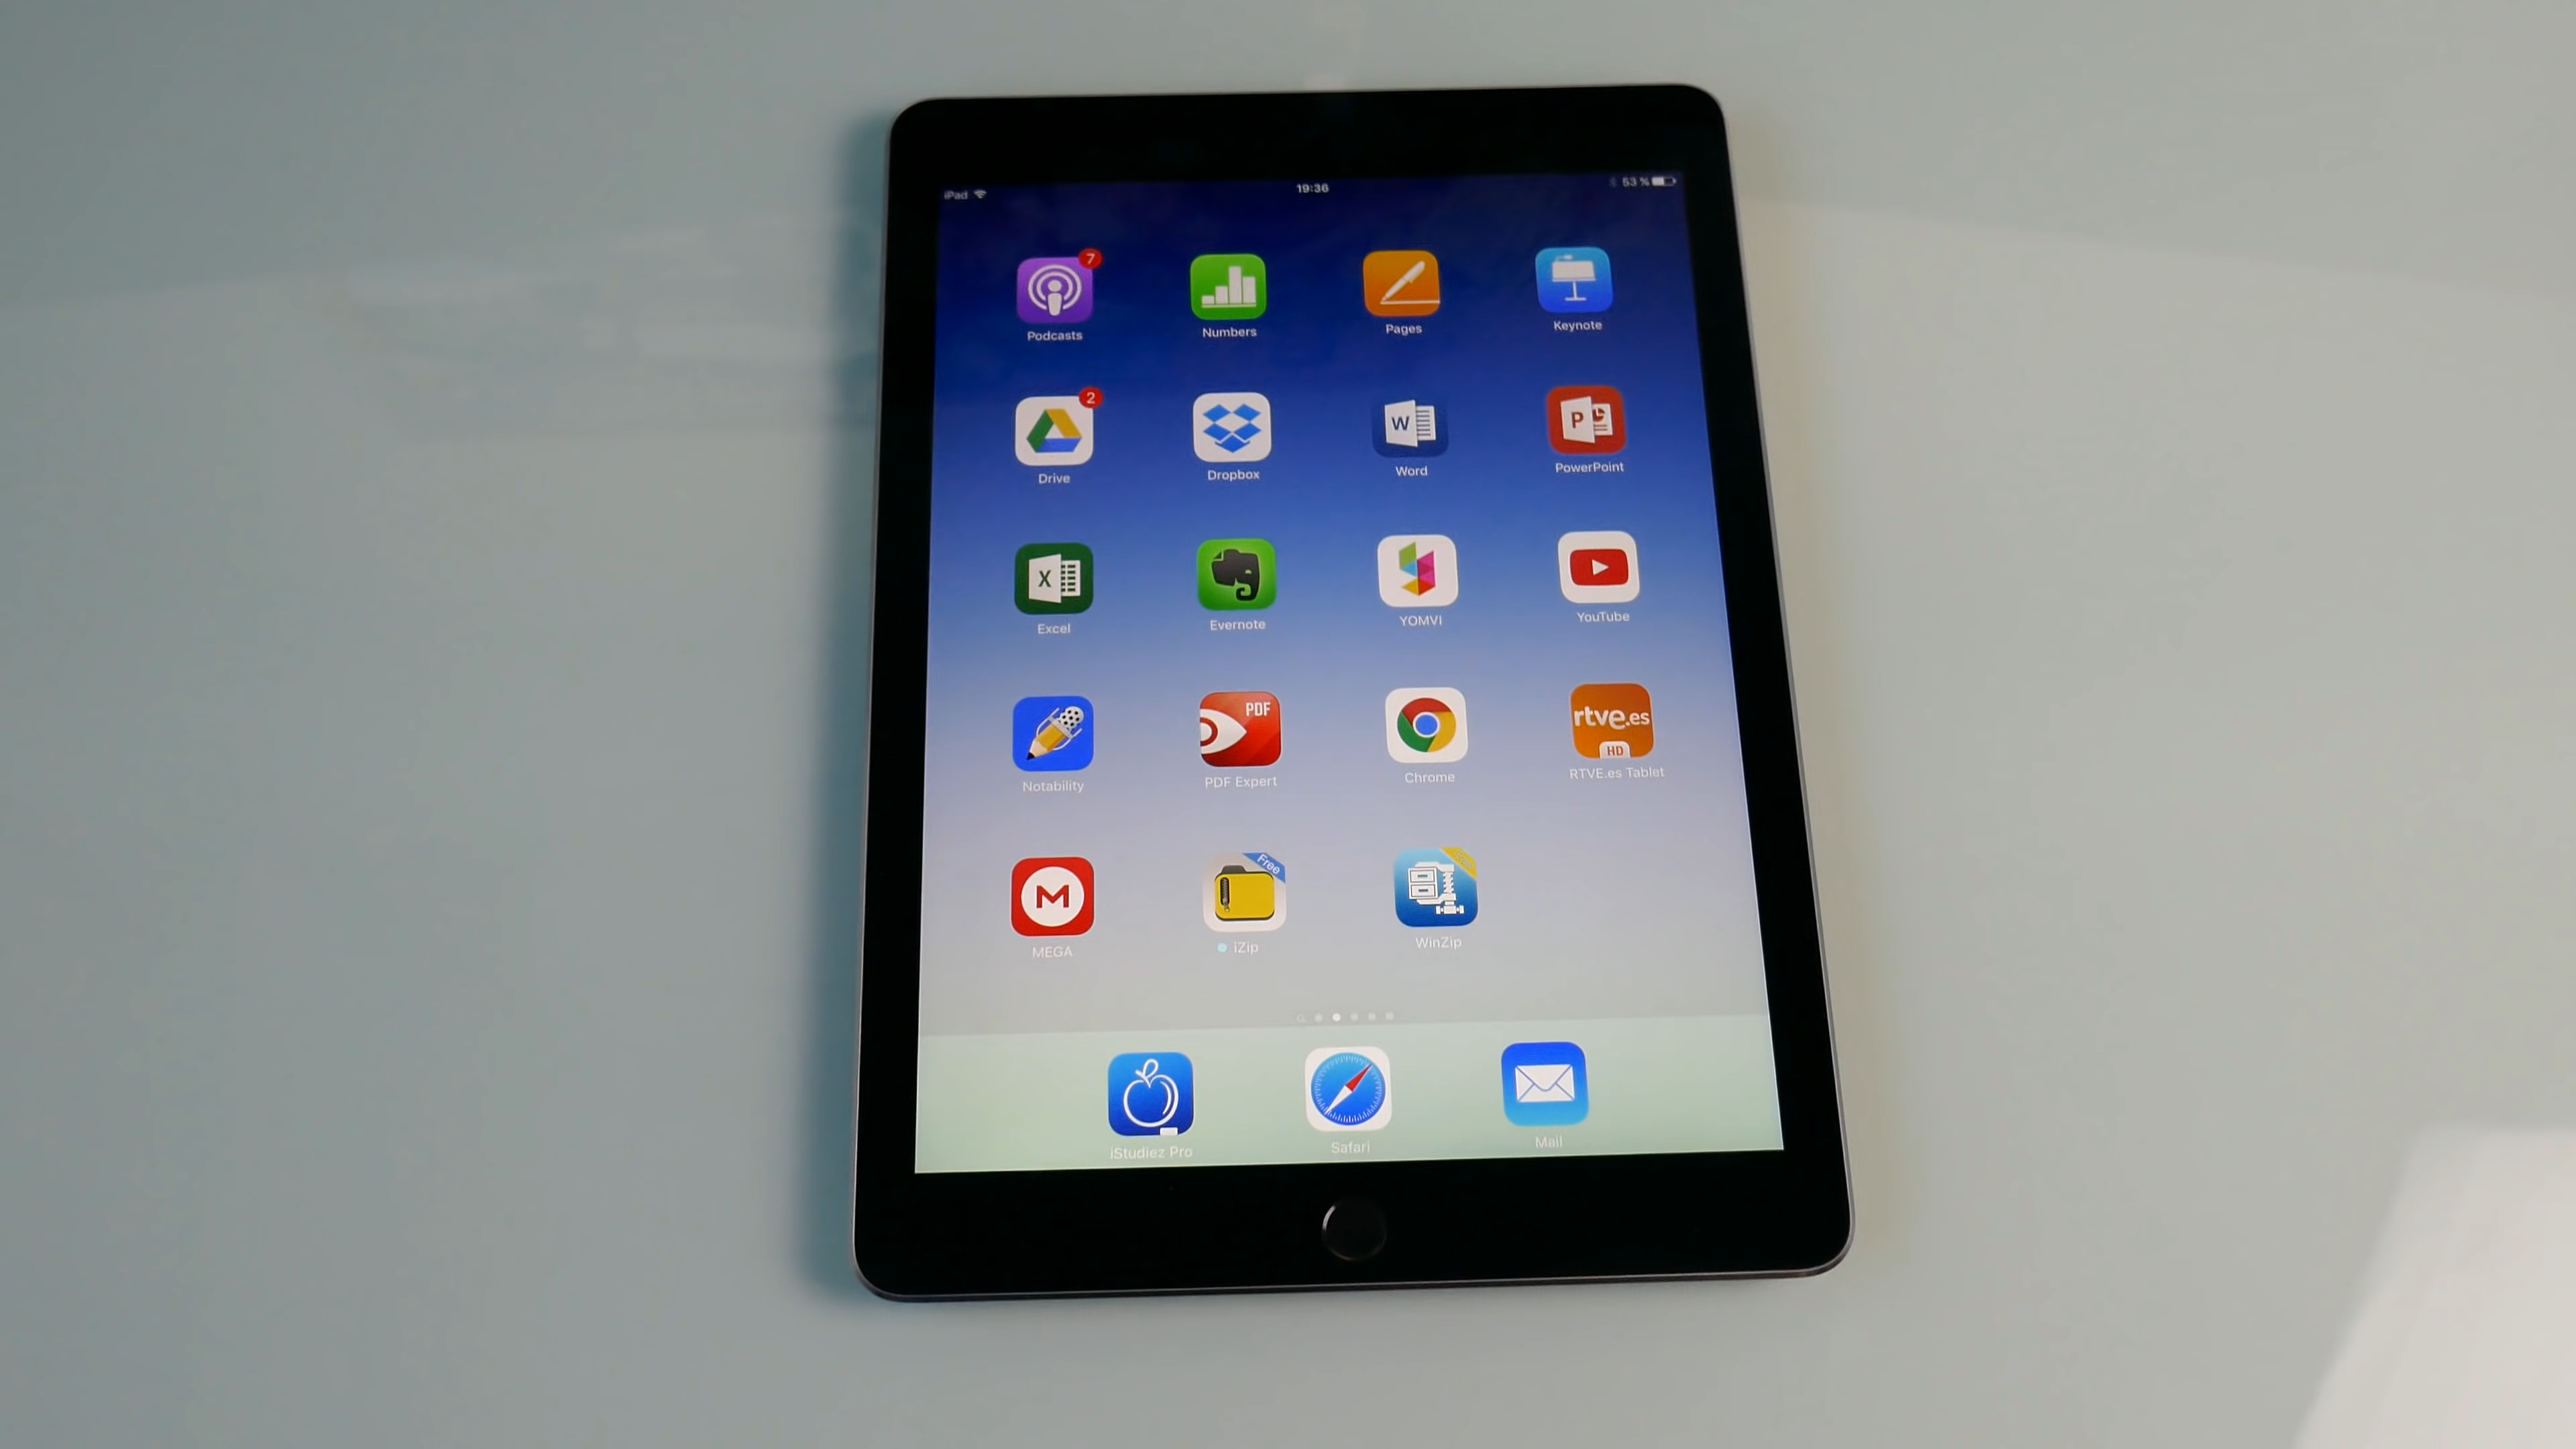 iPad 19:36 53 %
7
Podcasts Numbers Pages Keynote
2
W P
Drive Dropbox Word PowerPoint
X
Excel Evernote YOMVI YouTube
PDF rtve.es
HD
Notability PDF Expert Chrome RTVE.es Tablet
M Free
MEGA iZip WinZip
iStudiez Pro Safari Mail